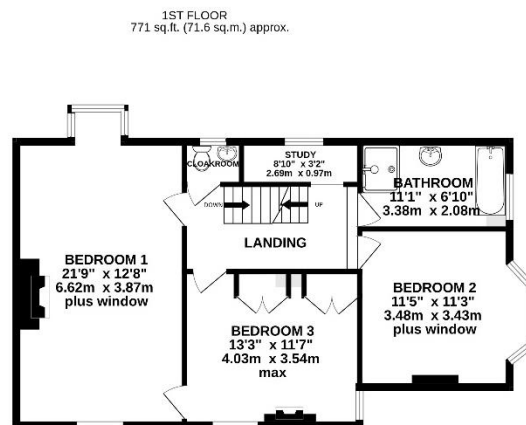 1ST FLOOR
771 sq.ft. (71.6 sq.m.) approx.
CLOAKROOM
STUDY
8'10" x 3'2"
2.69m x 0.97m
BATHROOM
11'1" x 6'10"
3.38m x 2.08m
DOWN
UP
LANDING
BEDROOM 1
21'9" x 12'8"
6.62m x 3.87m
plus window
BEDROOM 2
11'5" x 11'3"
3.48m x 3.43m
plus window
BEDROOM 3
13'3" x 11'7"
4.03m x 3.54m
max